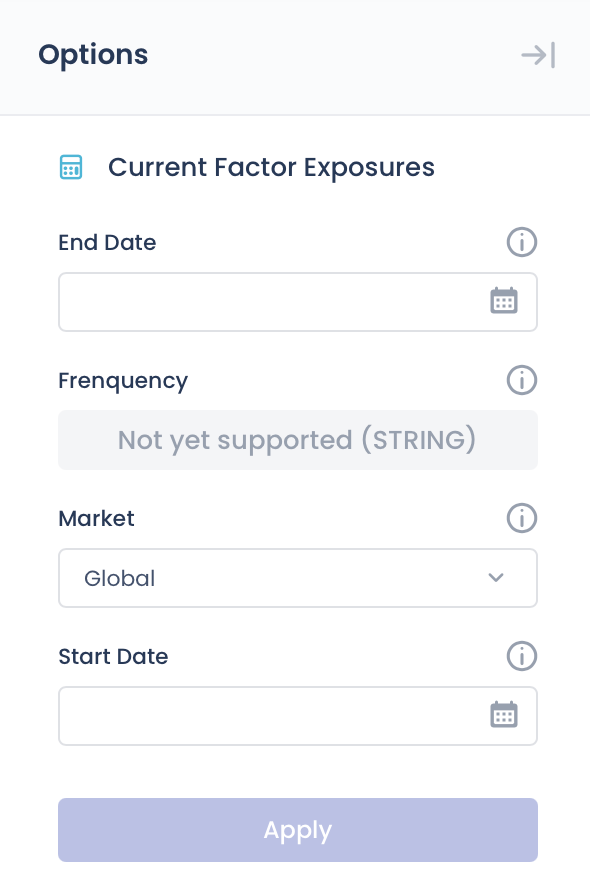 Options
Current Factor Exposures
End Date
Frenquency
Not yet supported (STRING)
Market
Global
Start Date
Apply